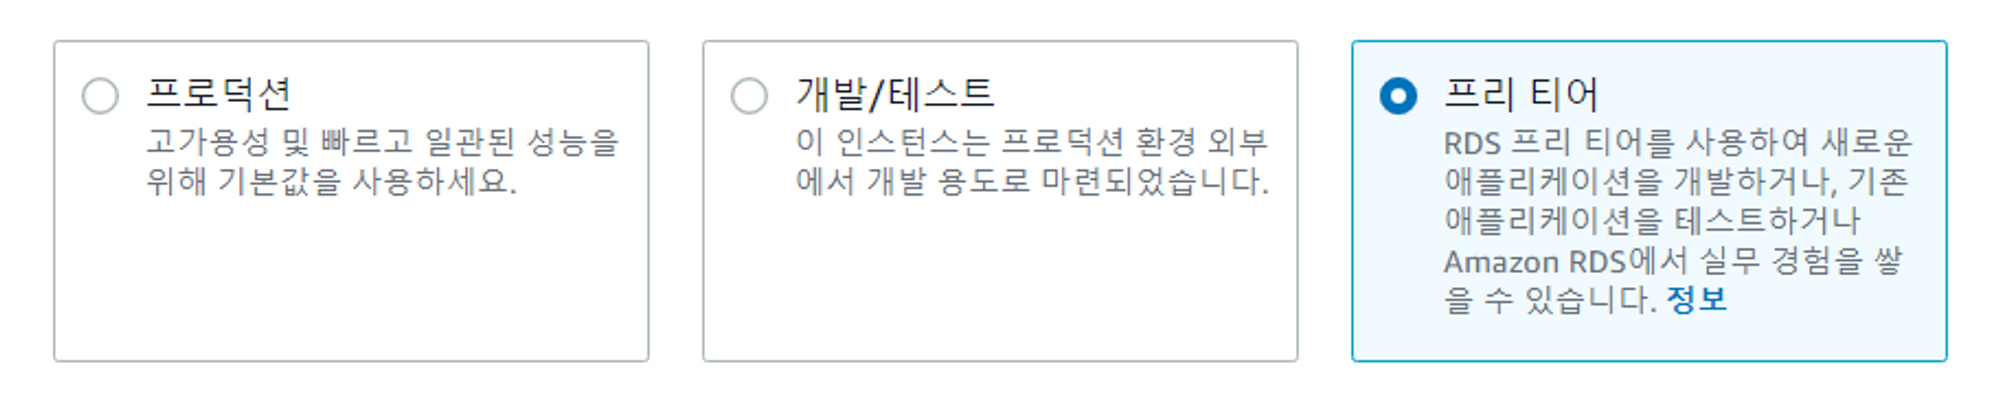 프로덕션
고가용성 및 빠르고 일관된 성능을
위해 기본값을 사용하세요.
개발/테스트
이 인스턴스는 프로덕션 환경 외부
에서 개발 용도로 마련되었습니다.
프리 티어
RDS 프리 티어를 사용하여 새로운
애플리케이션을 개발하거나, 기존
애플리케이션을 테스트하거나
Amazon RDS에서 실무 경험을 쌓
을 수 있습니다. 정보